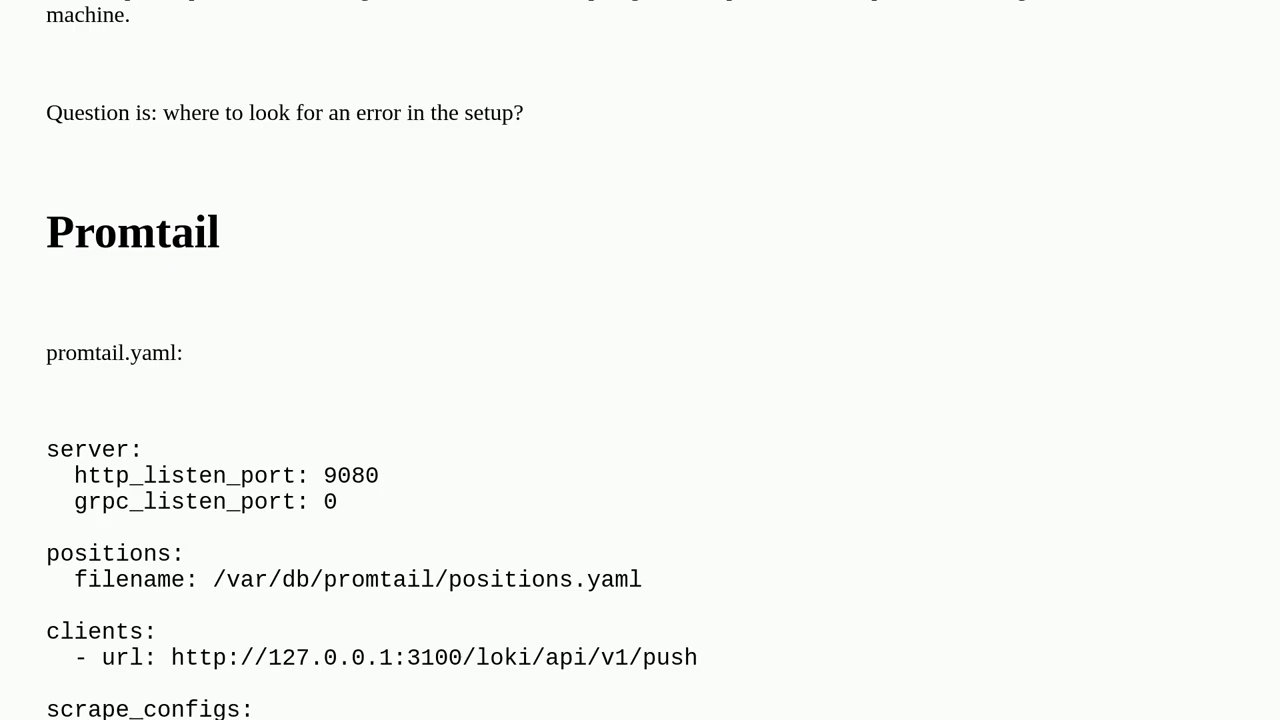 machine.
Question is: where to look for an error in the setup?
Promtail
promtail.yaml:
server:
  http_listen_port: 9080
  grpc_listen_port: 0
positions:
  filename: /var/db/promtail/positions.yaml
clients:
  - url: http://127.0.0.1:3100/loki/api/v1/push
scrape_configs: